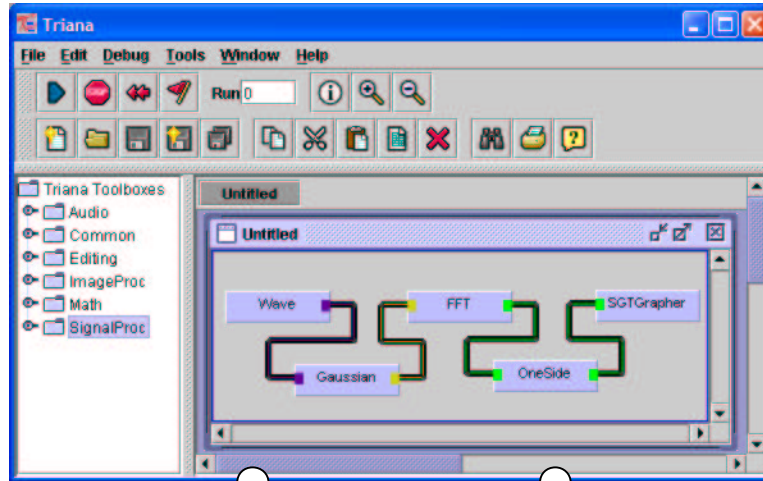 Triana
File Edit Debug Tools Window Help
Run 0
Triana Toolboxes
Audio
Common
Editing
ImageProc
Math
SignalProc
Untitled
Untitled
Wave
FFT
SGTGrapher
Gaussian
OneSide